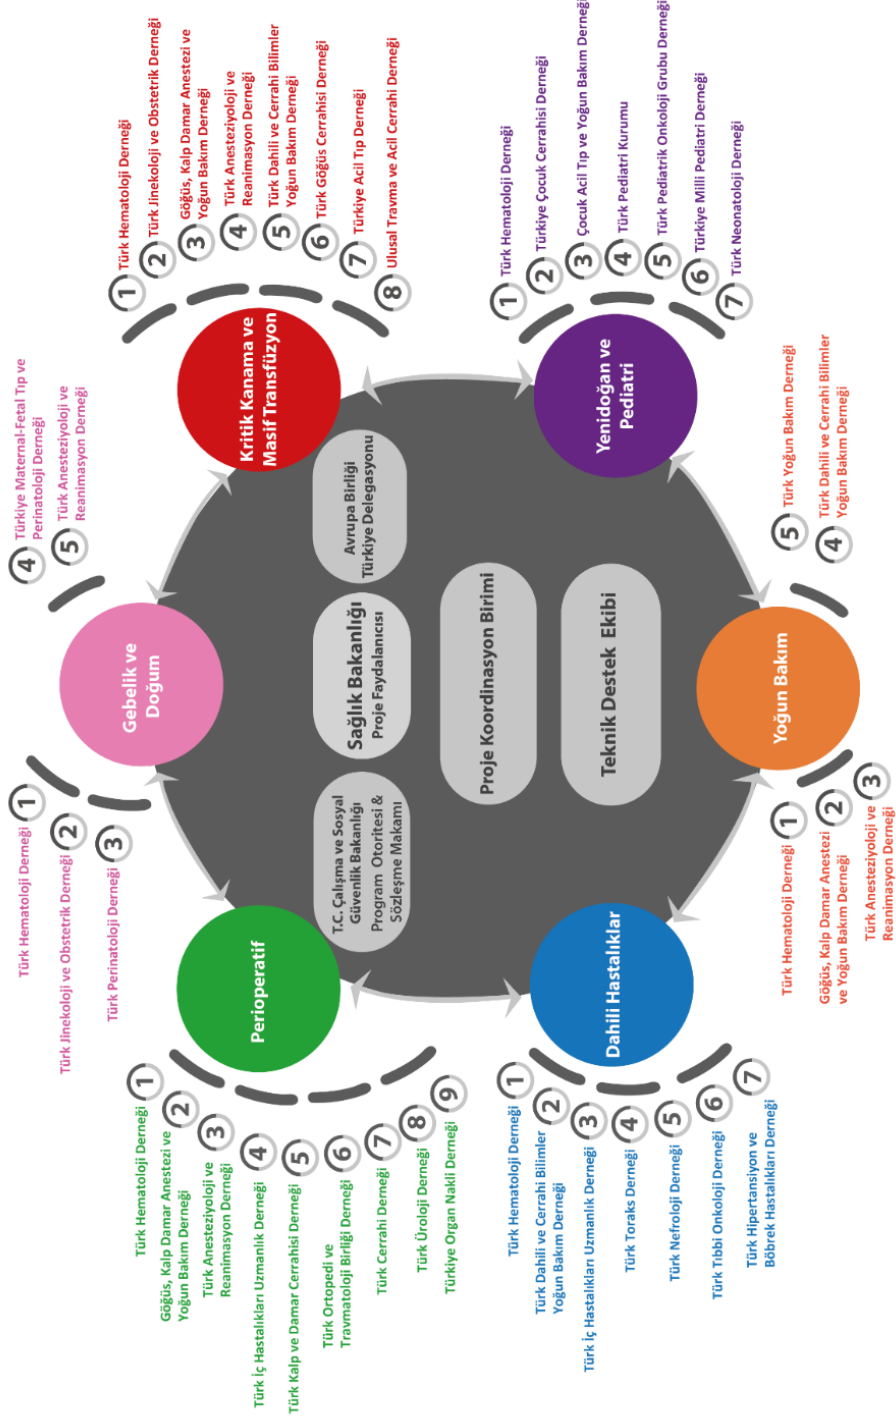 Gebelik ve
Doğum
1
Türk Hematoloji Derneği
2
Türk Jinekoloji ve Obstetrik Derneği
3
Türk Perinatoloji Derneği
4
Türkiye Maternal-Fetal Tıp ve
Perinatoloji Derneği
5
Türk Anesteziyoloji ve
Reanimasyon Derneği
Kritik Kanama ve
Masif Transfüzyon
1
Türk Hematoloji Derneği
2
Türk Jinekoloji ve Obstetrik Derneği
3
Göğüs, Kalp Damar Anestezi ve
Yoğun Bakım Derneği
4
Türk Anesteziyoloji ve
Reanimasyon Derneği
5
Türk Dahili ve Cerrahi Bilimler
Yoğun Bakım Derneği
6
Türk Göğüs Cerrahisi Derneği
7
Türkiye Acil Tıp Derneği
8
Ulusal Travma ve Acil Cerrahi Derneği
Yenidoğan ve
Pediatri
1
Türk Hematoloji Derneği
2
Türkiye Çocuk Cerrahisi Derneği
3
Çocuk Acil Tıp ve Yoğun Bakım Derneği
4
Türk Pediatri Kurumu
5
Türk Pediatrik Onkoloji Grubu Derneği
6
Türkiye Milli Pediatri Derneği
7
Türk Neonatoloji Derneği
Yoğun Bakım
1
Türk Hematoloji Derneği
2
Göğüs, Kalp Damar Anestezi
ve Yoğun Bakım Derneği
3
Türk Anesteziyoloji ve
Reanimasyon Derneği
4
Türk Dahili ve Cerrahi Bilimler
Yoğun Bakım Derneği
5
Türk Yoğun Bakım Derneği
Dahili Hastalıklar
1
Türk Hematoloji Derneği
2
Türk Dahili ve Cerrahi Bilimler
Yoğun Bakım Derneği
3
Türk İç Hastalıkları Uzmanlık Derneği
4
Türk Toraks Derneği
5
Türk Nefroloji Derneği
6
Türk Tıbbi Onkoloji Derneği
7
Türk Hipertansiyon ve
Böbrek Hastalıkları Derneği
Perioperatif
1
Türk Hematoloji Derneği
2
Göğüs, Kalp Damar Anestezi ve
Yoğun Bakım Derneği
3
Türk Anesteziyoloji ve
Reanimasyon Derneği
4
Türk İç Hastalıkları Uzmanlık Derneği
5
Türk Kalp ve Damar Cerrahisi Derneği
6
Türk Ortopedi ve
Travmatoloji Birliği Derneği
7
Türk Cerrahi Derneği
8
Türk Üroloji Derneği
9
Türkiye Organ Nakli Derneği
T.C. Çalışma ve Sosyal
Güvenlik Bakanlığı
Program Otoritesi &
Sözleşme Makamı
Sağlık Bakanlığı
Proje Faydalanıcısı
Avrupa Birliği
Türkiye Delegasyonu
Proje Koordinasyon Birimi
Teknik Destek Ekibi